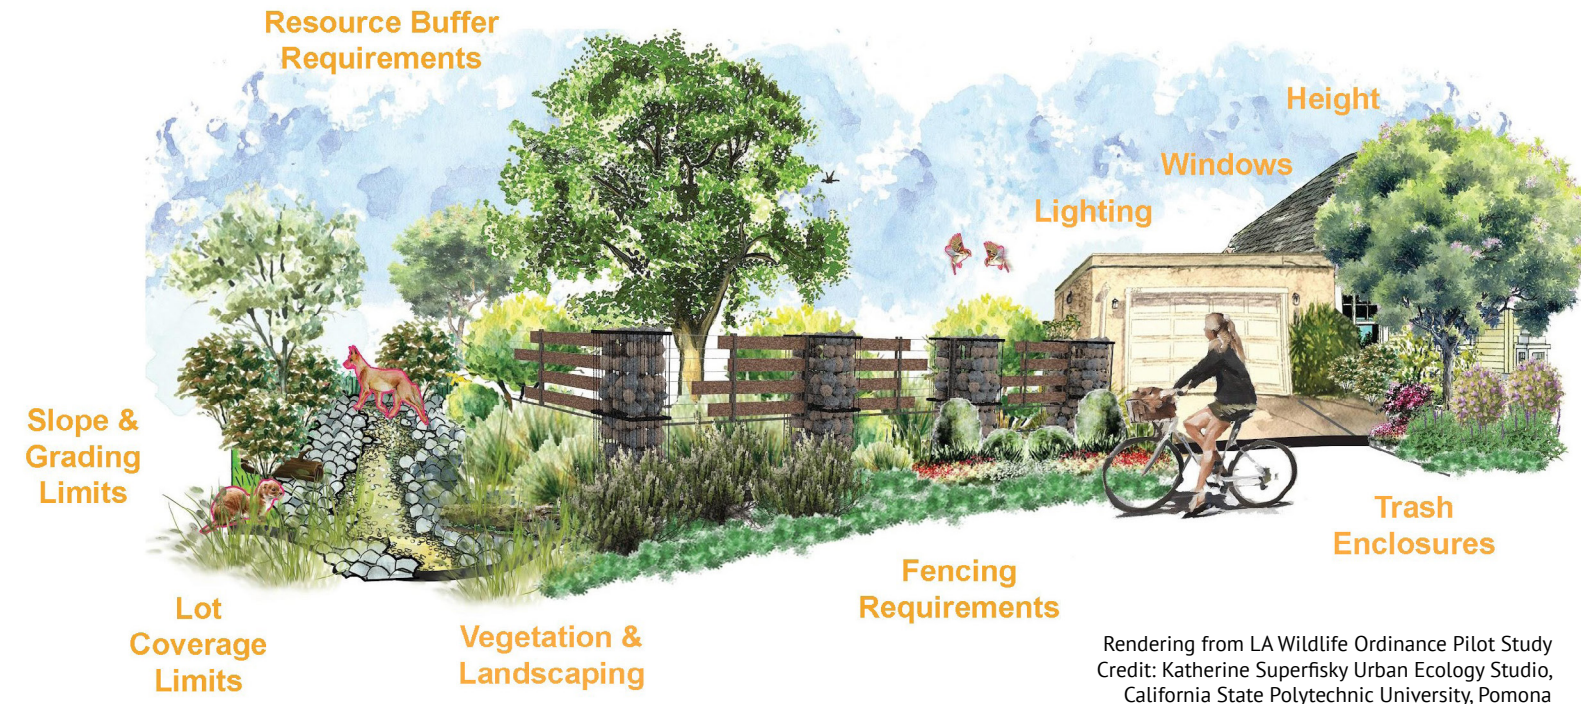 Resource Buffer
Requirements
Height
Windows
Lighting
Slope &
Grading
Limits
Trash
Enclosures
Fencing
Requirements
Lot
Coverage
Limits
Vegetation &
Landscaping
Rendering from LA Wildlife Ordinance Pilot Study
Credit: Katherine Superfisky Urban Ecology Studio,
California State Polytechnic University, Pomona